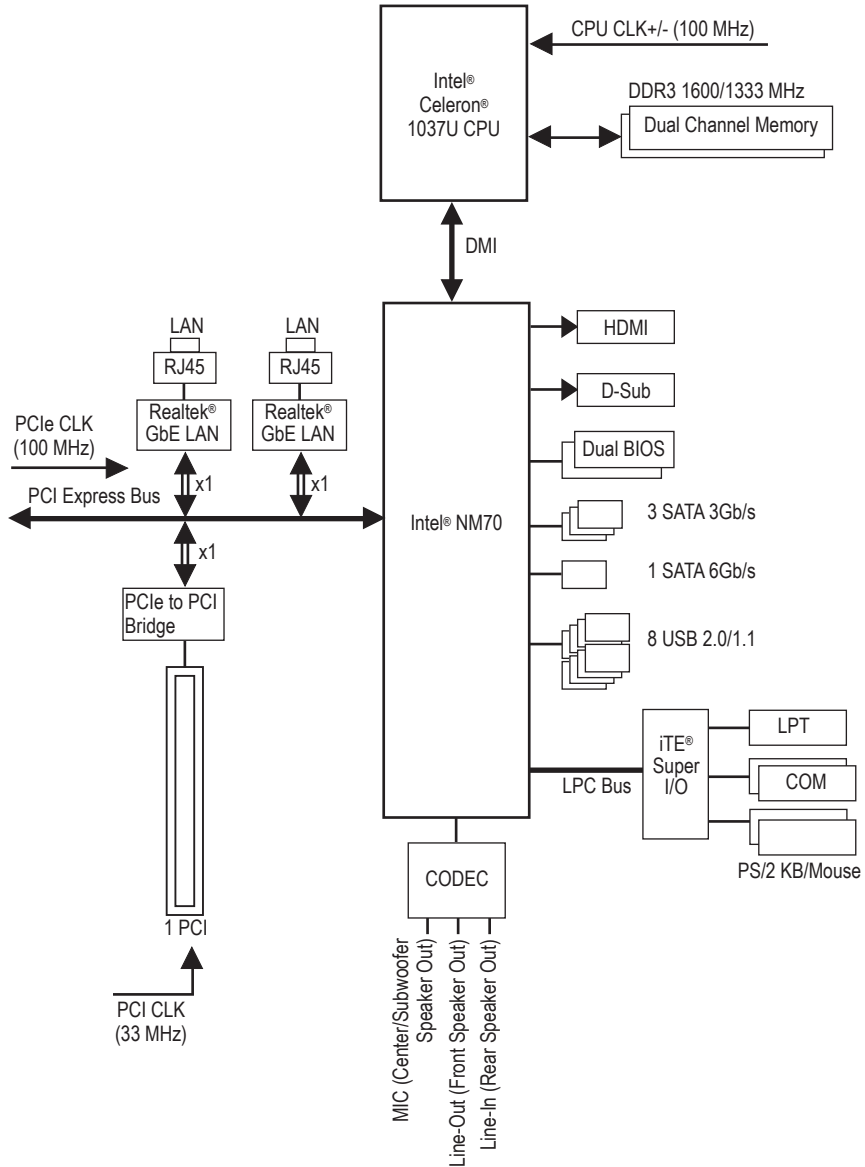 CPU CLK+/- (100 MHz)
Intel®
Celeron®
1037U CPU
DDR3 1600/1333 MHz
Dual Channel Memory
DMI
LAN
RJ45
Realtek®
GbE LAN
x1
LAN
RJ45
Realtek®
GbE LAN
x1
PCIe CLK
(100 MHz)
PCI Express Bus
x1
PCIe to PCI
Bridge
1 PCI
PCI CLK
(33 MHz)
Intel® NM70
HDMI
D-Sub
Dual BIOS
3 SATA 3Gb/s
1 SATA 6Gb/s
8 USB 2.0/1.1
LPC Bus
iTE®
Super
I/O
LPT
COM
PS/2 KB/Mouse
CODEC
MIC (Center/Subwoofer
Speaker Out)
Line-Out (Front Speaker Out)
Line-In (Rear Speaker Out)